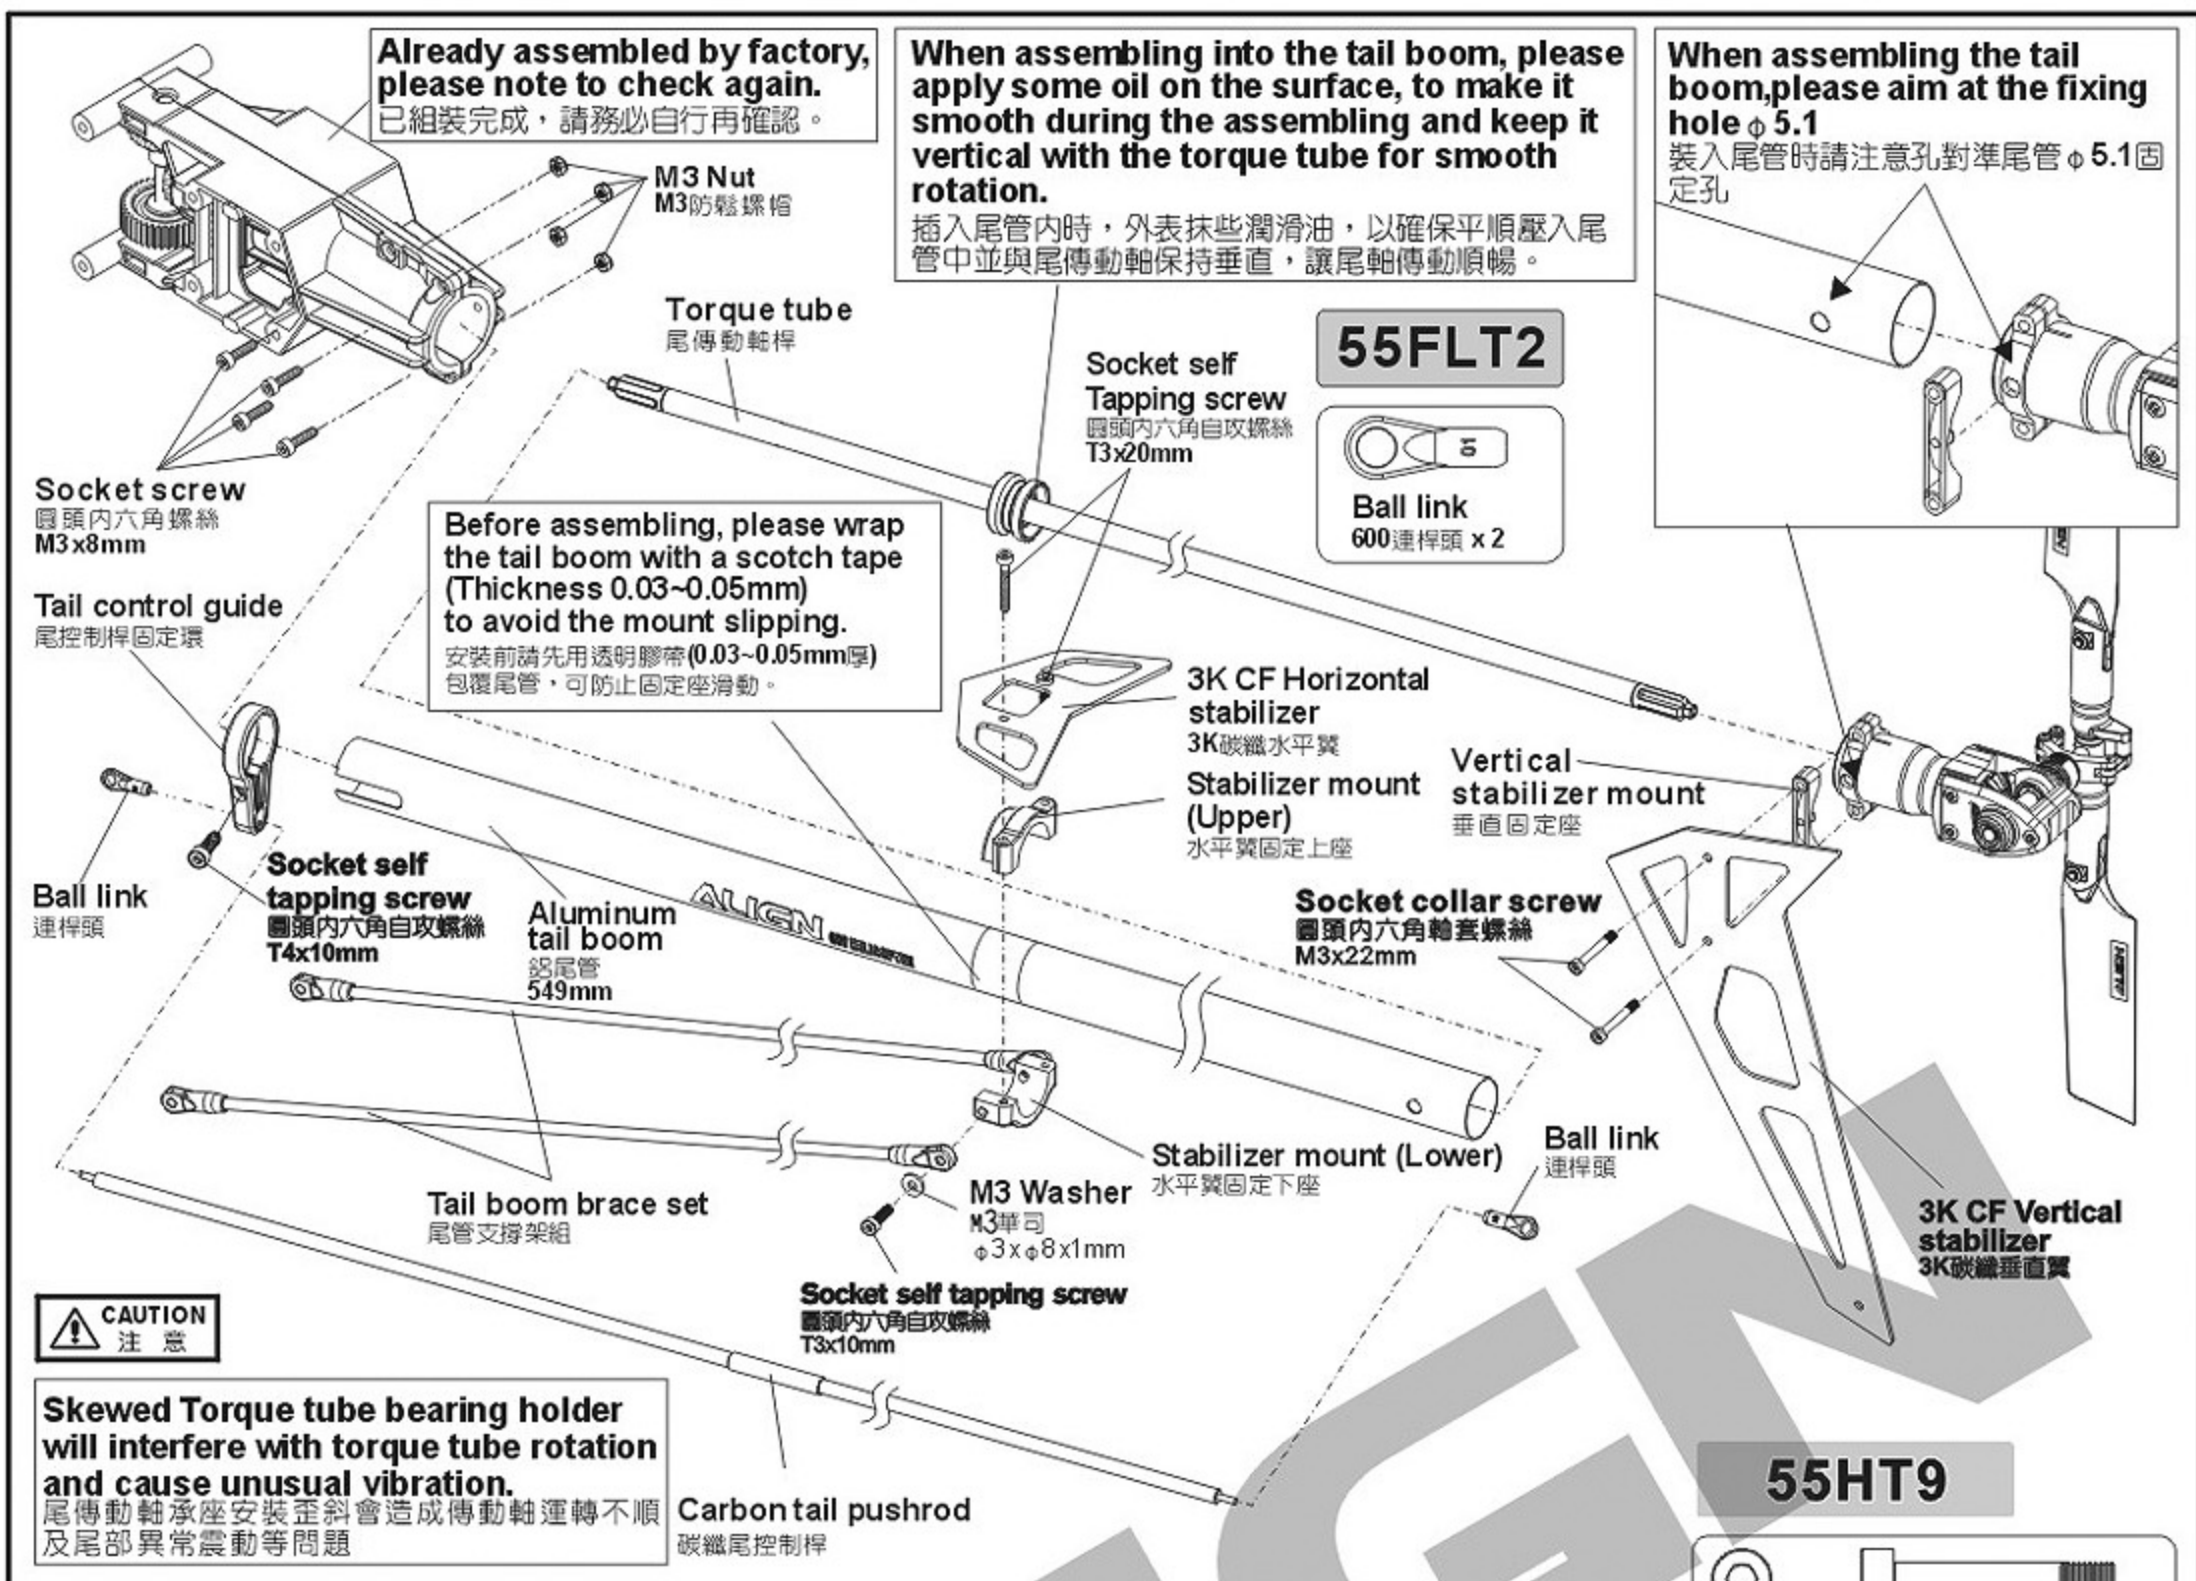 Already assembled by factory,
please note to check again.
已組裝完成，請務必自行再確認。
When assembling into the tail boom, please
apply some oil on the surface, to make it
smooth during the assembling and keep it
vertical with the torque tube for smooth
rotation.
插入尾管內時，外表抹些潤滑油，以確保平順壓入尾
管中並與尾傳動軸保持垂直，讓尾軸傳動順暢。
When assembling the tail
boom,please aim at the fixing
hole ϕ 5.1
裝入尾管時請注意孔對準尾管 ϕ 5.1固
定孔
M3 Nut
M3防鬆螺帽
Torque tube
尾傳動軸桿
55FLT2
Socket self
Tapping screw
圓頭內六角自攻螺絲
T3x20mm
01
Ball link
600連桿頭 x 2
Socket screw
圓頭內六角螺絲
M3x8mm
Before assembling, please wrap
the tail boom with a scotch tape
(Thickness 0.03~0.05mm)
to avoid the mount slipping.
安裝前請先用透明膠帶(0.03~0.05mm厚)
包覆尾管，可防止固定座滑動。
Tail control guide
尾控制桿固定環
3K CF Horizontal
stabilizer
3K碳纖水平翼
Stabilizer mount
(Upper)
水平翼固定上座
Vertical
stabilizer mount
垂直固定座
Socket self
tapping screw
圓頭內六角自攻螺絲
T4x10mm
Ball link
連桿頭
Aluminum
tail boom
鋁尾管
549mm
ALIGN
Socket collar screw
圓頭內六角軸套螺絲
M3x22mm
Stabilizer mount (Lower)
水平翼固定下座
Ball link
連桿頭
Tail boom brace set
尾管支撐架組
M3 Washer
M3華司
ϕ3xϕ8x1mm
3K CF Vertical
stabilizer
3K碳纖垂直翼
Socket self tapping screw
圓頭內六角自攻螺絲
T3x10mm
CAUTION
注 意
Skewed Torque tube bearing holder
will interfere with torque tube rotation
and cause unusual vibration.
尾傳動軸承座安裝歪斜會造成傳動軸運轉不順
及尾部異常震動等問題
Carbon tail pushrod
碳纖尾控制桿
55HT9